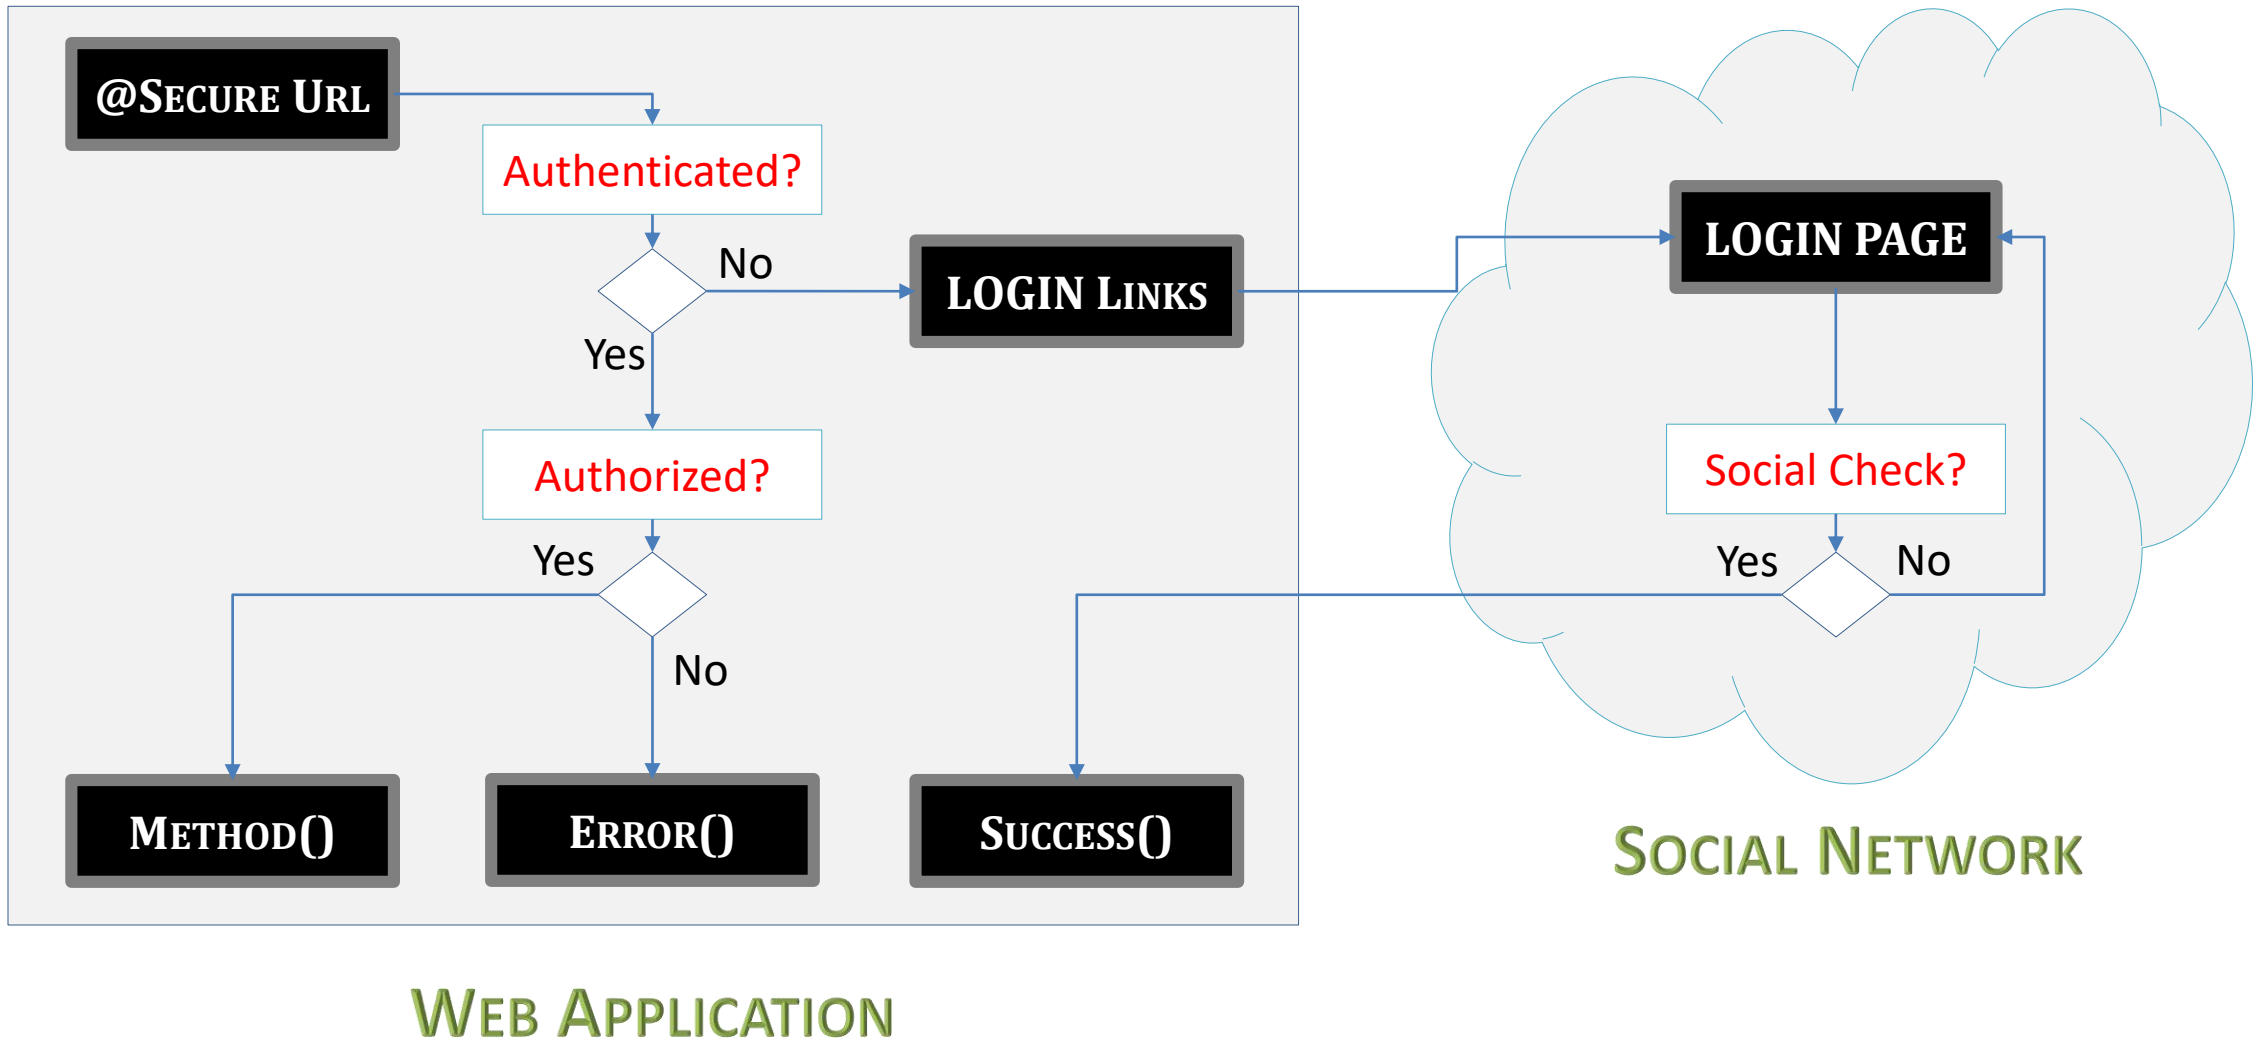 @Secure Url
Authenticated?
No
LOGIN Links
Yes
Authorized?
Yes
No
Method()
Error()
Success()
LOGIN PAGE
Social Check?
Yes
No
Social Network
Web Application